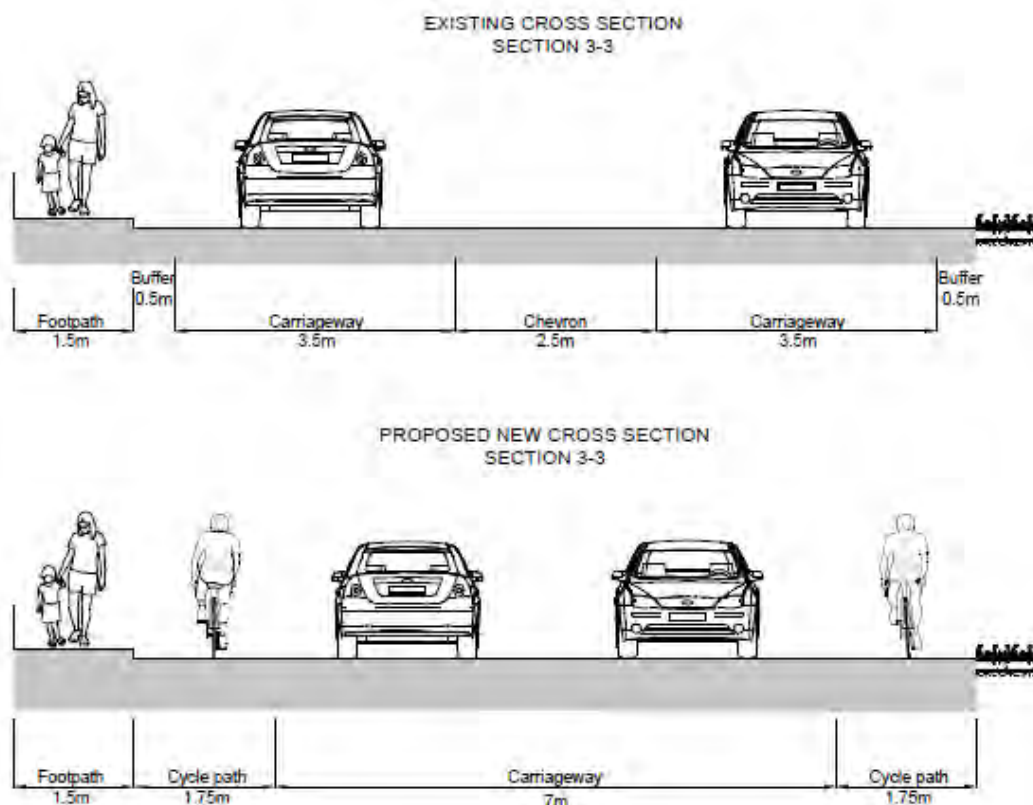 EXISTING CROSS SECTION
SECTION 3-3
Buffer
0.5m
Buffer
0.5m
Footpath
1.5m
Carriageway
3.5m
Chevron
2.5m
Carriageway
3.5m
PROPOSED NEW CROSS SECTION
SECTION 3-3
Footpath
1.5m
Cycle path
1.75m
Carriageway
7m
Cycle path
1.75m